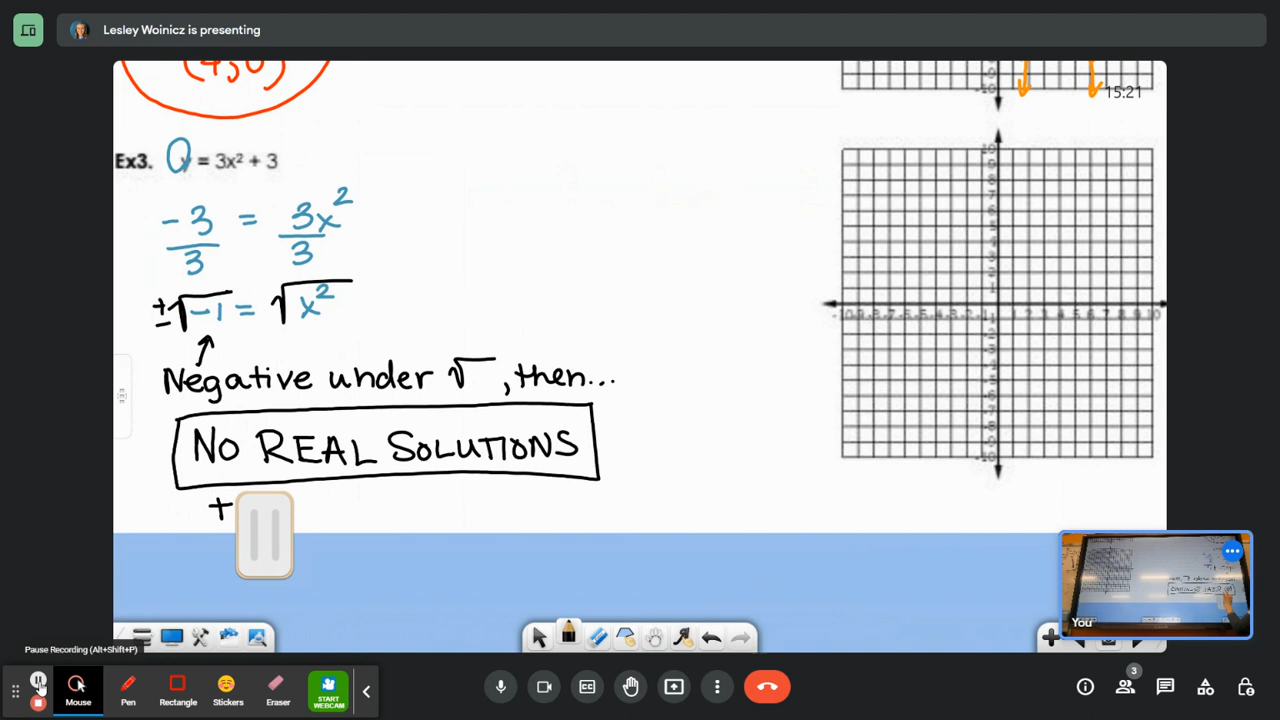 Lesley Woinicz is presenting
(4,0)
15:21
Ex3. 0 y = 3x² + 3
-3 = 3x²
3 3
±√-1 = √x²
Negative under √ , then...
NO REAL SOLUTIONS
+
You
Pause Recording (Alt+Shift+P)
Mouse
Pen
Rectangle
Stickers
Eraser
START
WEBCAM
3